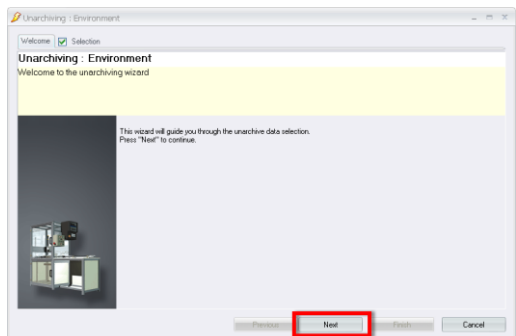 Unarchiving : Environment
Welcome
Selection
Unarchiving : Environment
Welcome to the unarchiving wizard
This wizard will guide you through the unarchive data selection.
Press "Next" to continue.
Previous
Next
Finish
Cancel